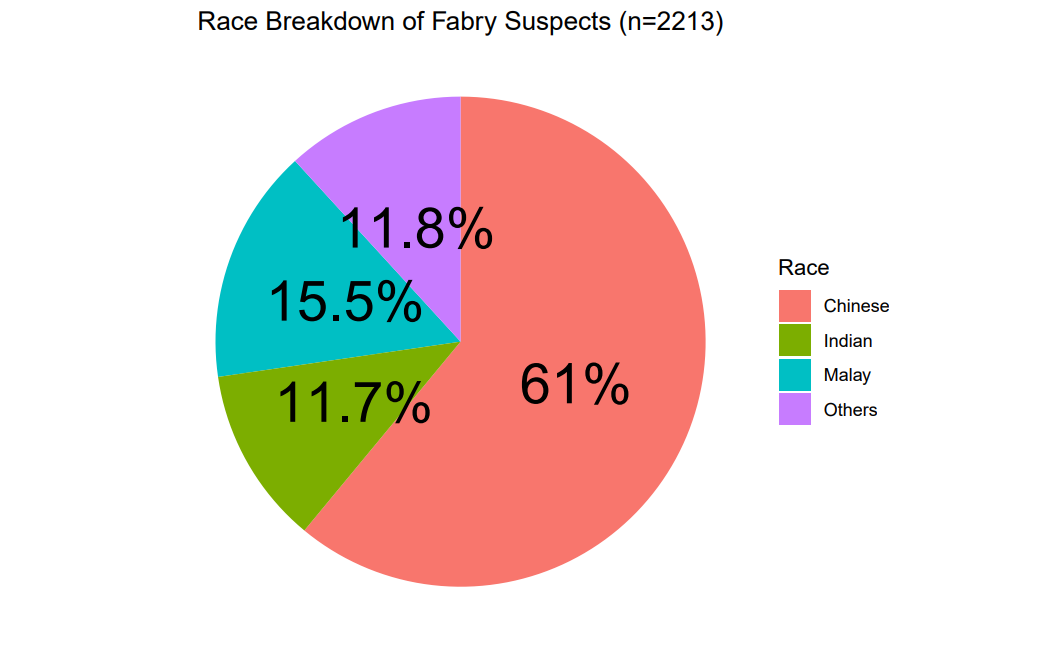 Race Breakdown of Fabry Suspects (n=2213)
11.8%
15.5%
11.7%
61%
Race
Chinese
Indian
Malay
Others